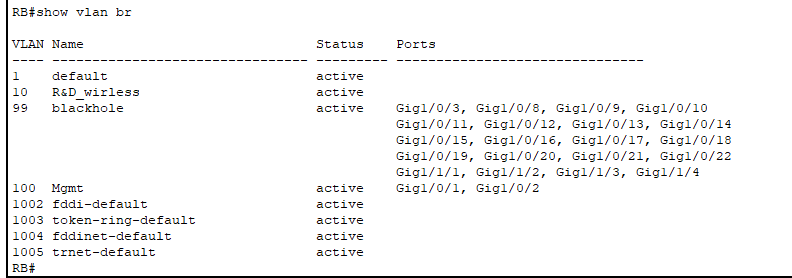 RB#show vlan br
VLAN Name                             Status    Ports
---- -------------------------------- --------- -------------------------------
1    default                          active
10   R&D_wirless                      active
99   blackhole                        active    Gig1/0/3, Gig1/0/8, Gig1/0/9, Gig1/0/10
                                                Gig1/0/11, Gig1/0/12, Gig1/0/13, Gig1/0/14
                                                Gig1/0/15, Gig1/0/16, Gig1/0/17, Gig1/0/18
                                                Gig1/0/19, Gig1/0/20, Gig1/0/21, Gig1/0/22
                                                Gig1/1/1, Gig1/1/2, Gig1/1/3, Gig1/1/4
100  Mgmt                             active    Gig1/0/1, Gig1/0/2
1002 fddi-default                     active
1003 token-ring-default               active
1004 fddinet-default                  active
1005 trnet-default                    active
RB#